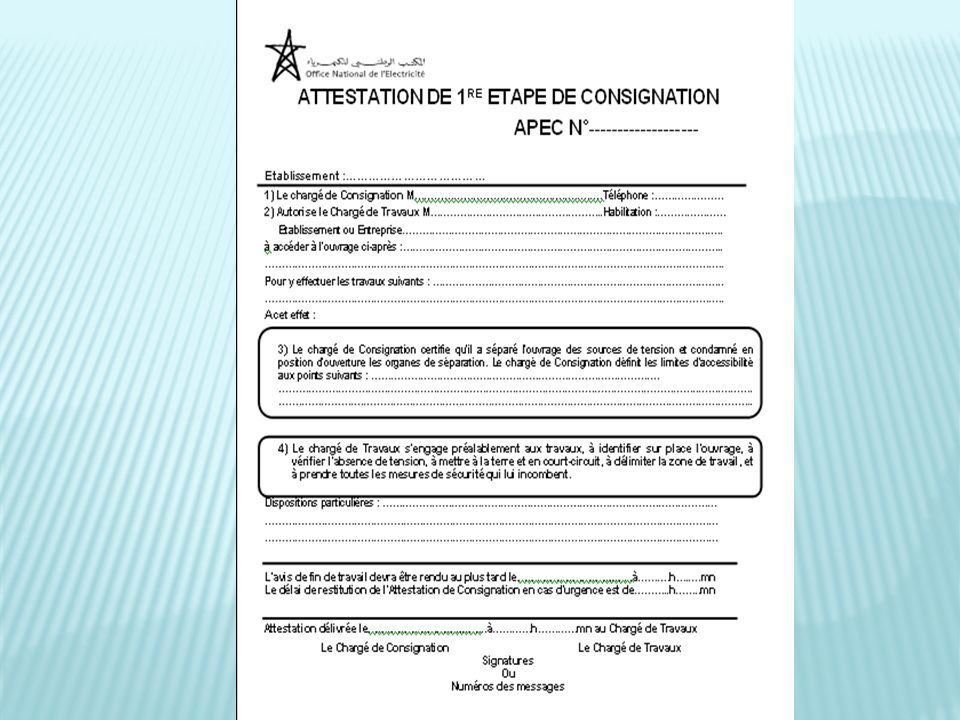 المكتب الوطني للكهرباء
Office National de l'Electricité
ATTESTATION DE 1RE ETAPE DE CONSIGNATION
APEC N°-------------------
Etablissement :………………………………
1) Le chargé de Consignation M.……………………………………Téléphone :…………………
2) Autorise le Chargé de Travaux M……………………………………Habilitation :…………………
Etablissement ou Entreprise……………………………………………………………………
à accéder à l'ouvrage ci-après :……………………………………………………………………
……………………………………………………………………………………………………
Pour y effectuer les travaux suivants : ……………………………………………………………
……………………………………………………………………………………………………
A cet effet :
3) Le chargé de Consignation certifie qu'il a séparé l'ouvrage des sources de tension et condamné en
position d'ouverture les organes de séparation. Le chargé de Consignation définit les limites d'accessibilité
aux points suivants : ……………………………………………………………
……………………………………………………………………………………………………
……………………………………………………………………………………………………
4) Le chargé de Travaux s'engage préalablement aux travaux, à identifier sur place l'ouvrage, à
vérifier l'absence de tension, à mettre à la terre et en court-circuit, à délimiter la zone de travail, et
à prendre toutes les mesures de sécurité qui lui incombent.
Dispositions particulières : ………………………………………………………………………
……………………………………………………………………………………………………
……………………………………………………………………………………………………
L'avis de fin de travail devra être rendu au plus tard le………………………à………h……mn
Le délai de restitution de l'Attestation de Consignation en cas d'urgence est de………h……mn
Attestation délivrée le………………………à………h………mn au Chargé de Travaux
Le Chargé de Consignation Le Chargé de Travaux
Signatures
Ou
Numéros des messages